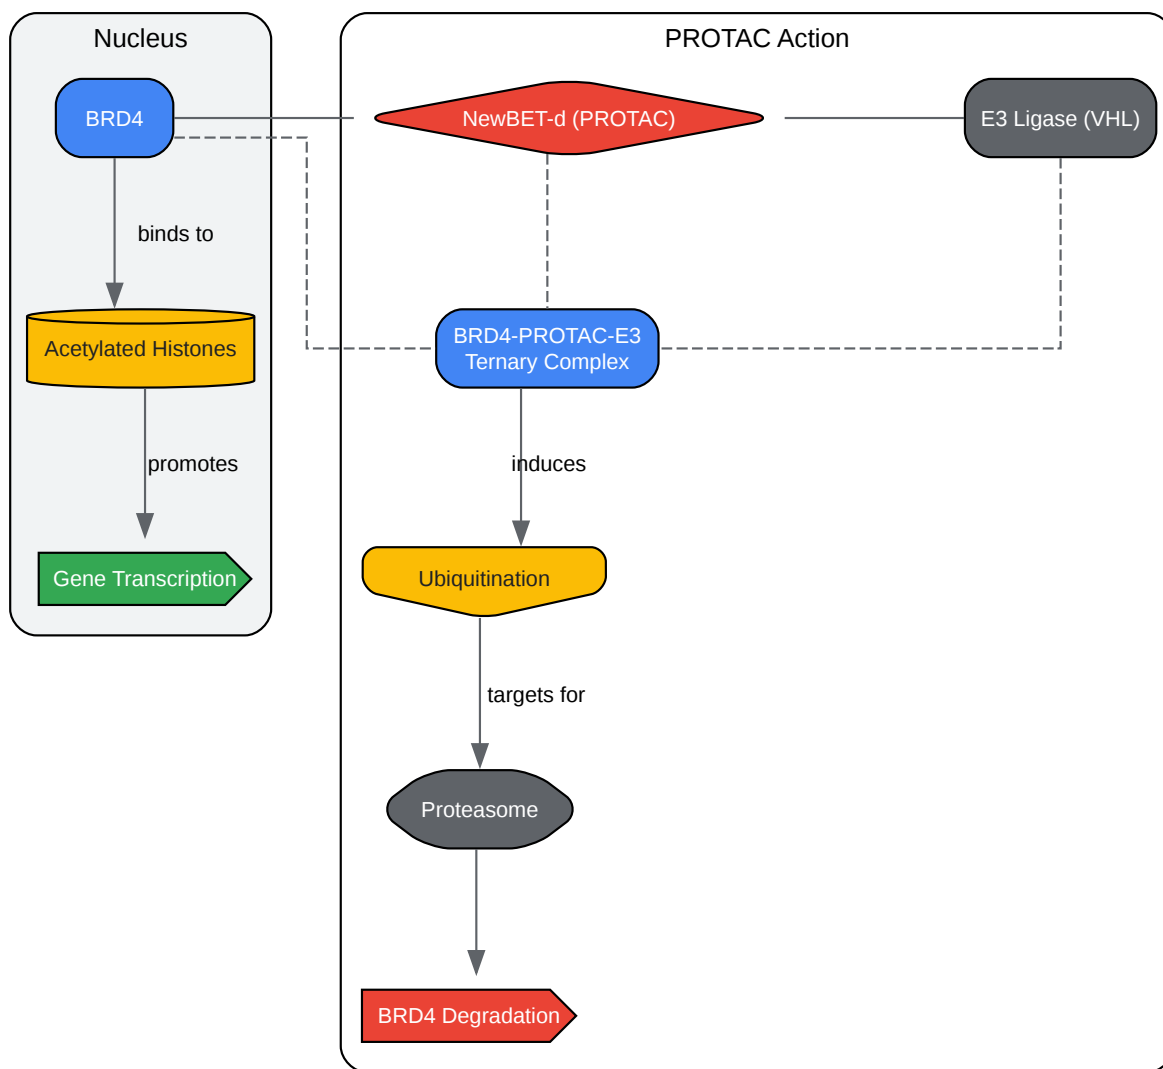 Nucleus
PROTAC Action
BRD4
NewBET-d (PROTAC)
E3 Ligase (VHL)
binds to
Acetylated Histones
BRD4-PROTAC-E3
Ternary Complex
promotes
induces
Gene Transcription
Ubiquitination
targets for
Proteasome
BRD4 Degradation